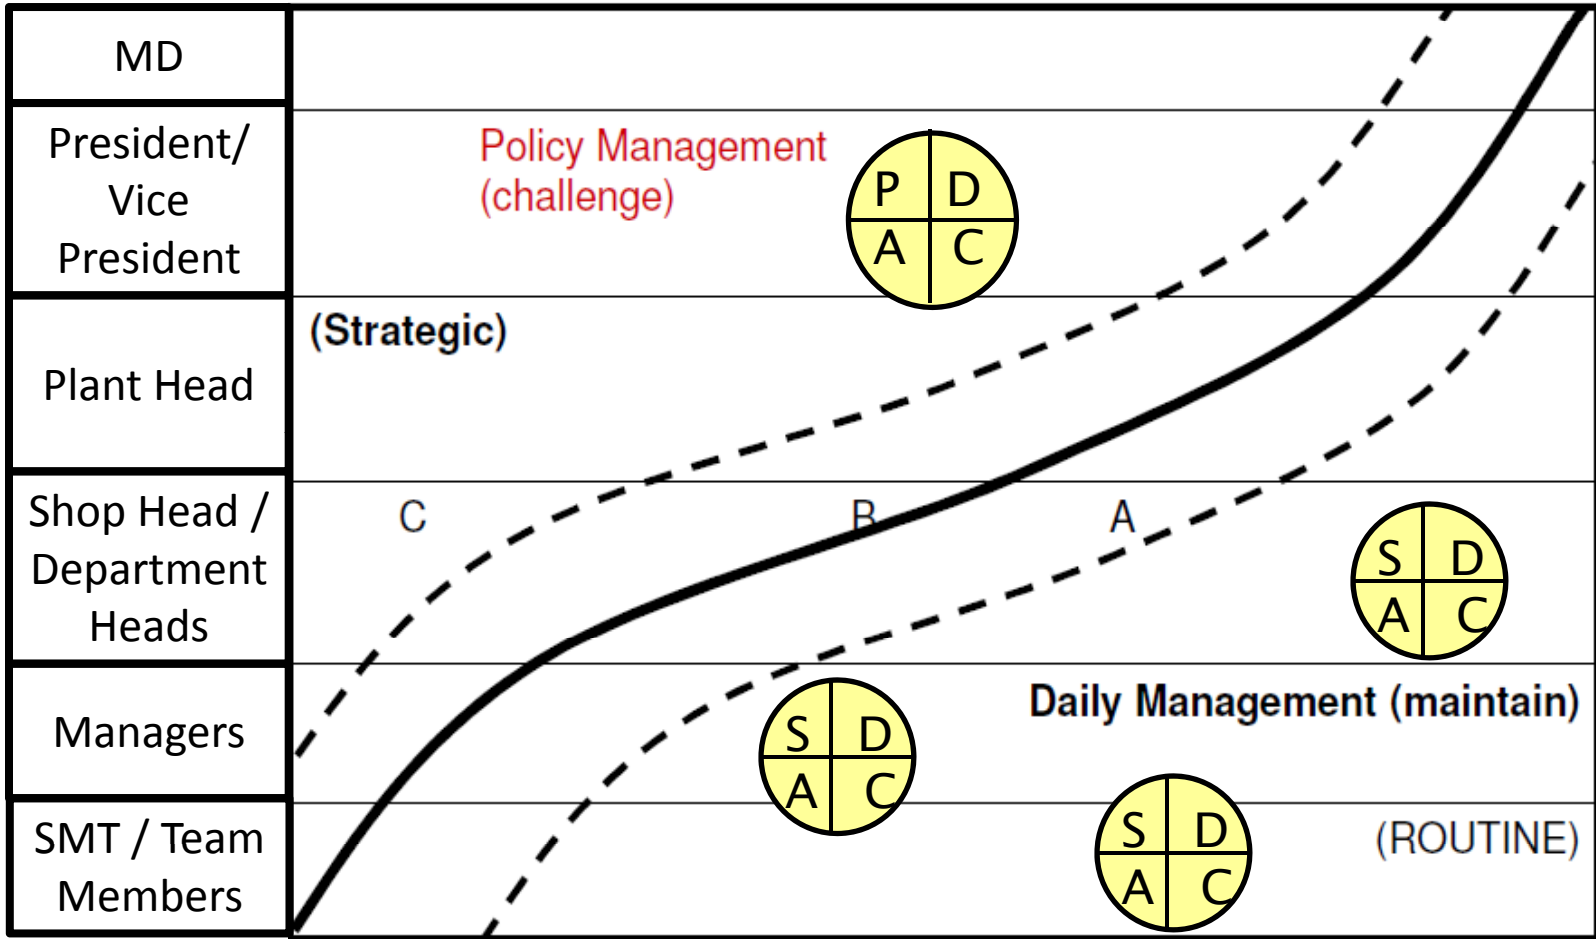 MD
President/
Vice
President
Policy Management
(challenge)
P D
A C
Plant Head
(Strategic)
Shop Head /
Department
Heads
C B A
S D
A C
Managers
Daily Management (maintain)
S D
A C
SMT / Team
Members
S D
A C
(ROUTINE)